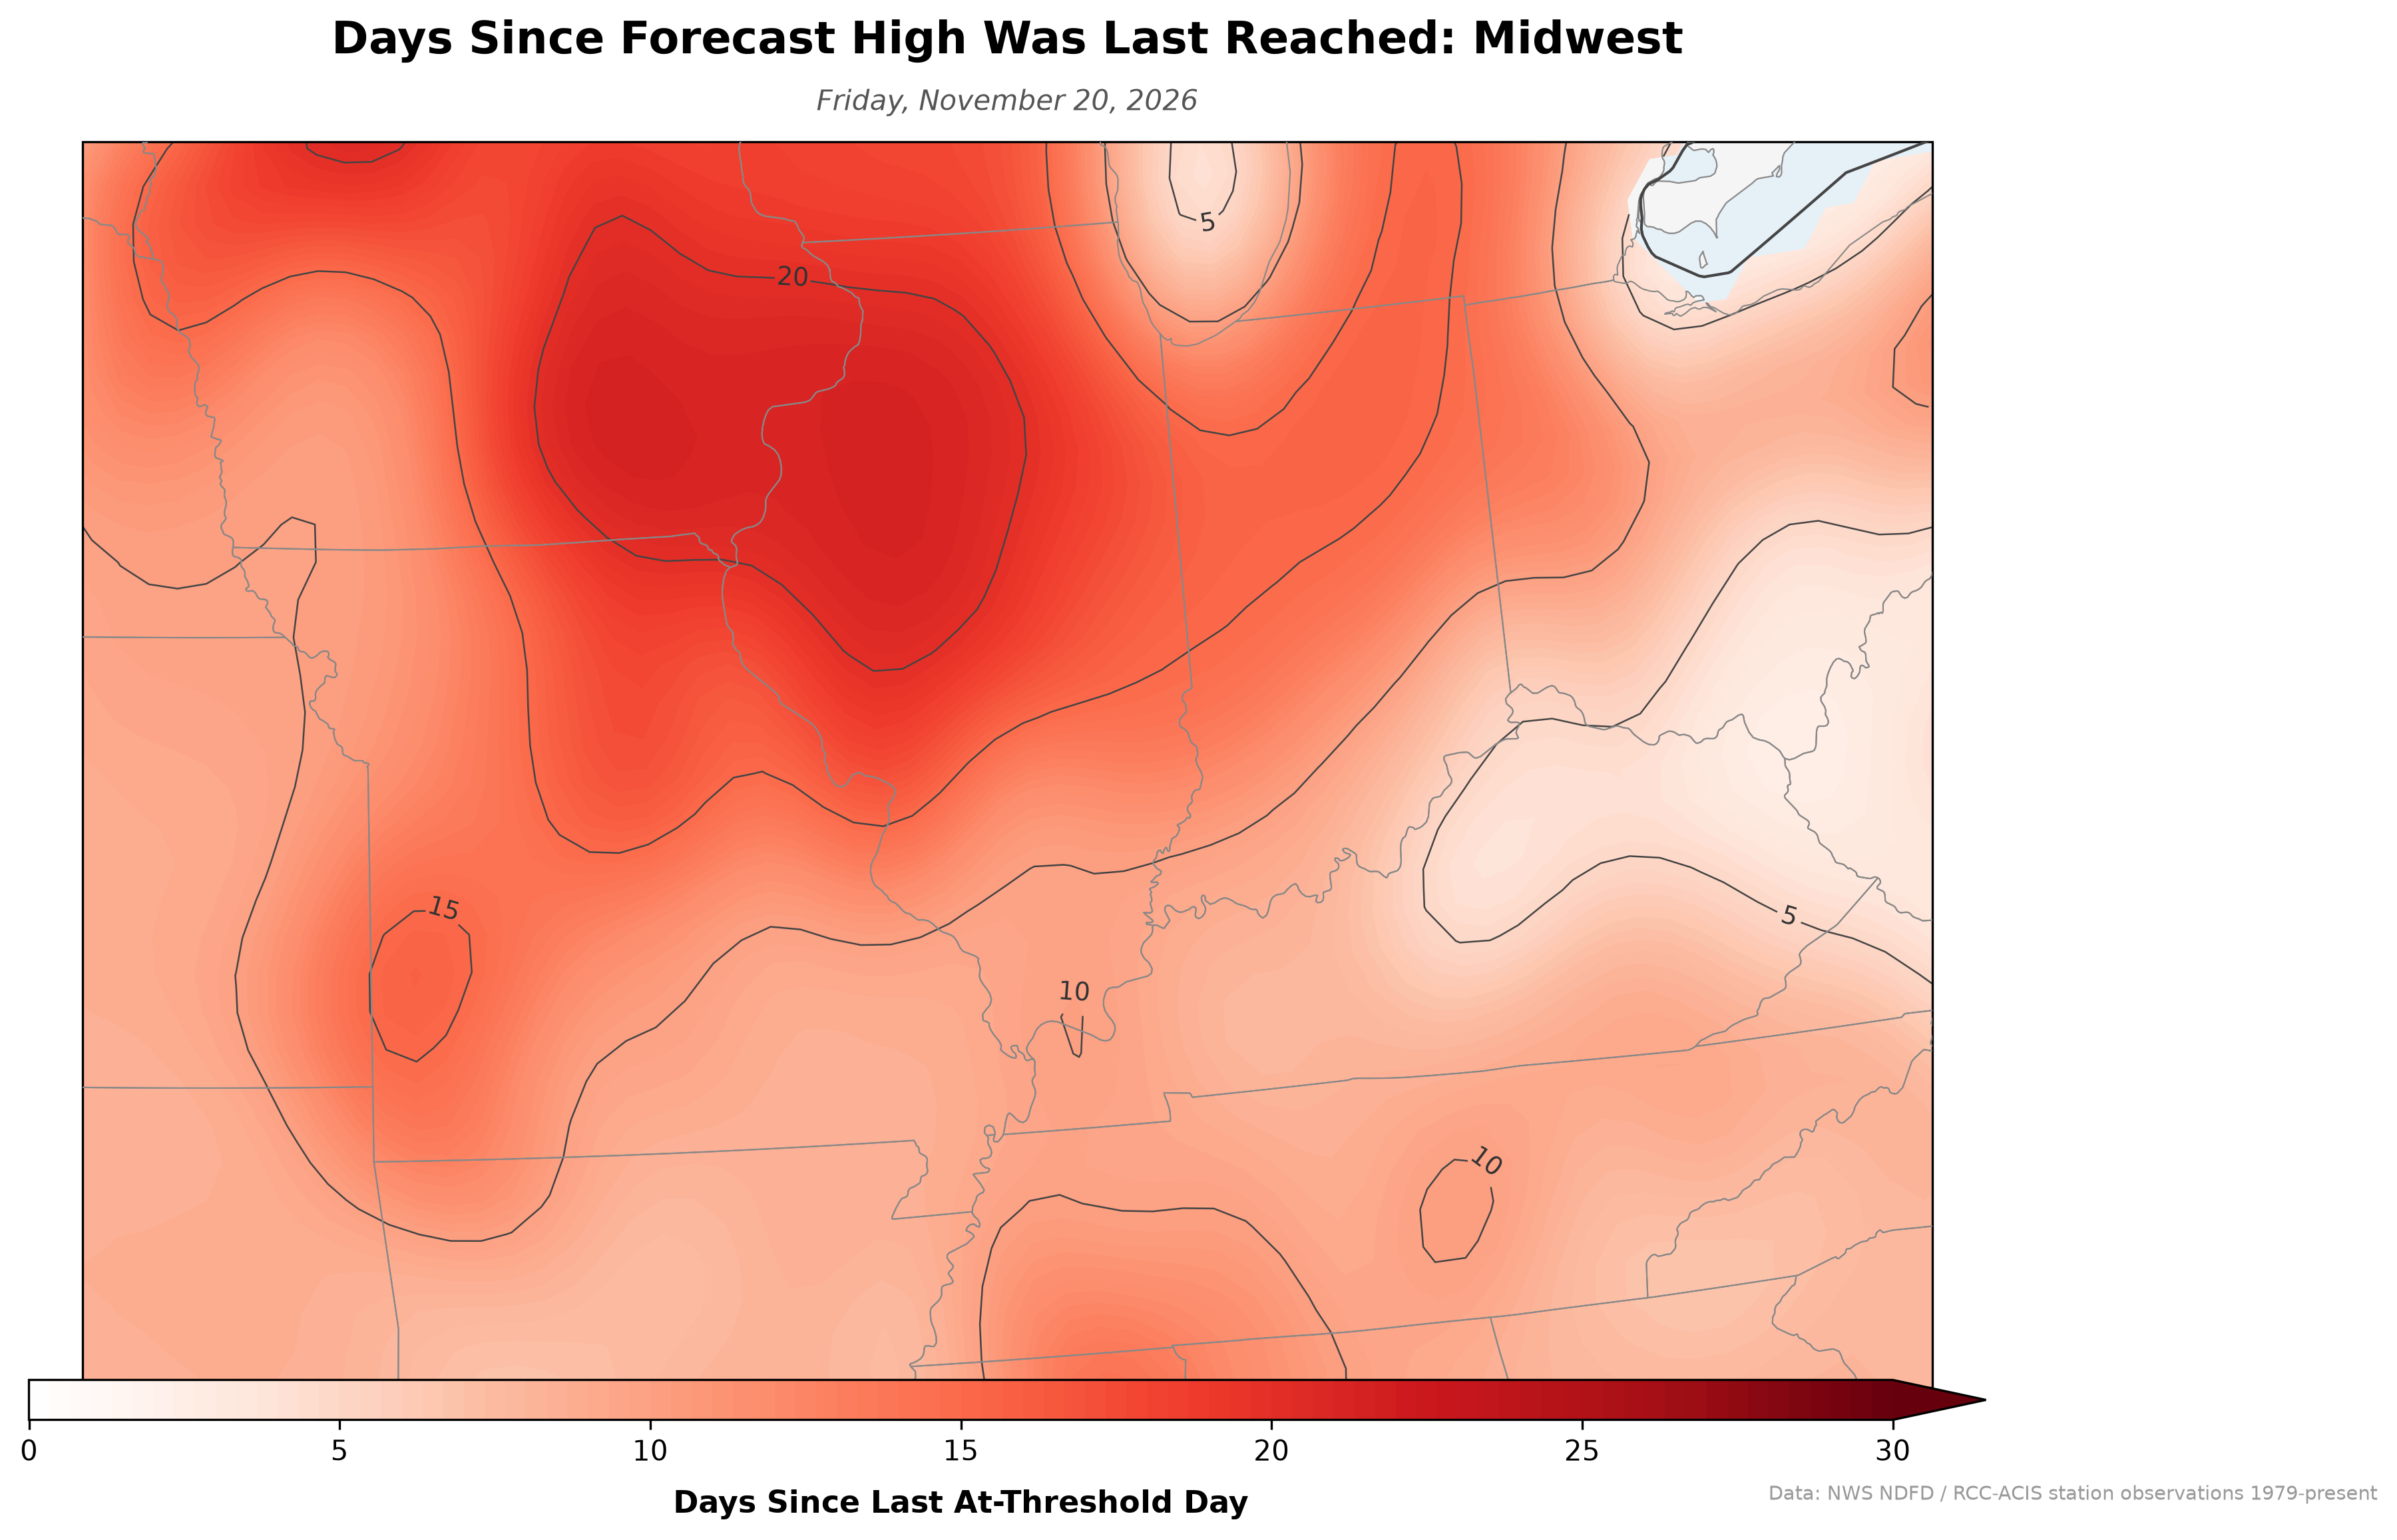 Days Since Forecast High Was Last Reached: Midwest
Friday, November 20, 2026
5
20
15
5
10
10
0 5 10 15 20 25 30
Days Since Last At-Threshold Day
Data: NWS NDFD / RCC-ACIS station observations 1979-present